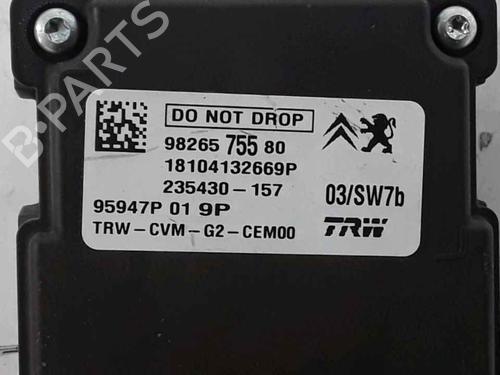 B-PARTS
DO NOT DROP
98265 755 80
18104132669P
235430-157
03/SW7b
95947P 01 9P
TRW-CVM-G2-CEM00
TRW